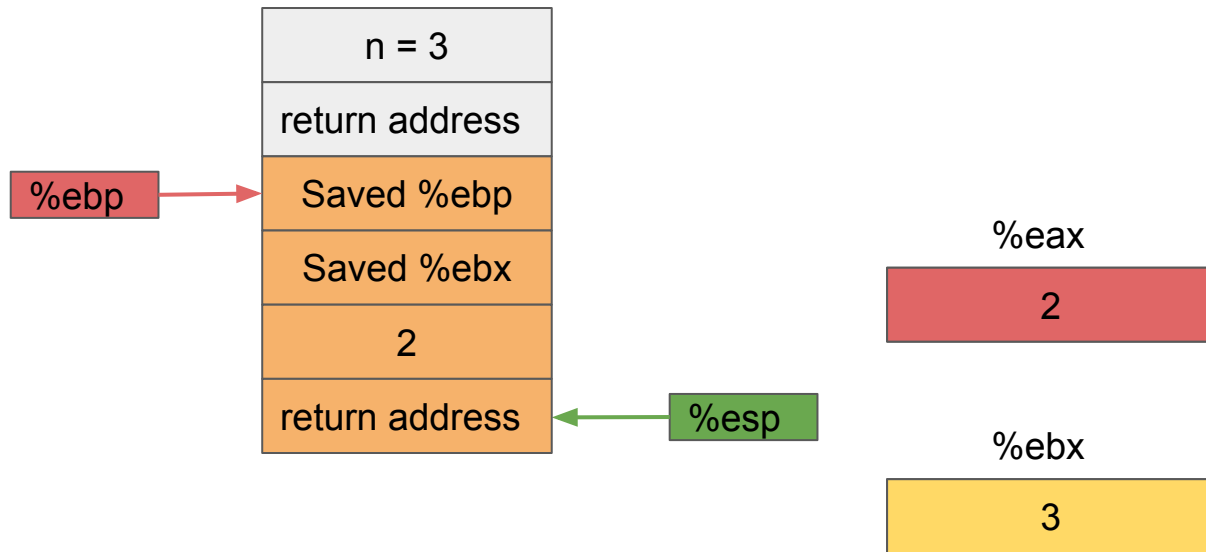 n = 3
return address
%ebp
Saved %ebp
Saved %ebx
%eax
2
2
return address
%esp
%ebx
3